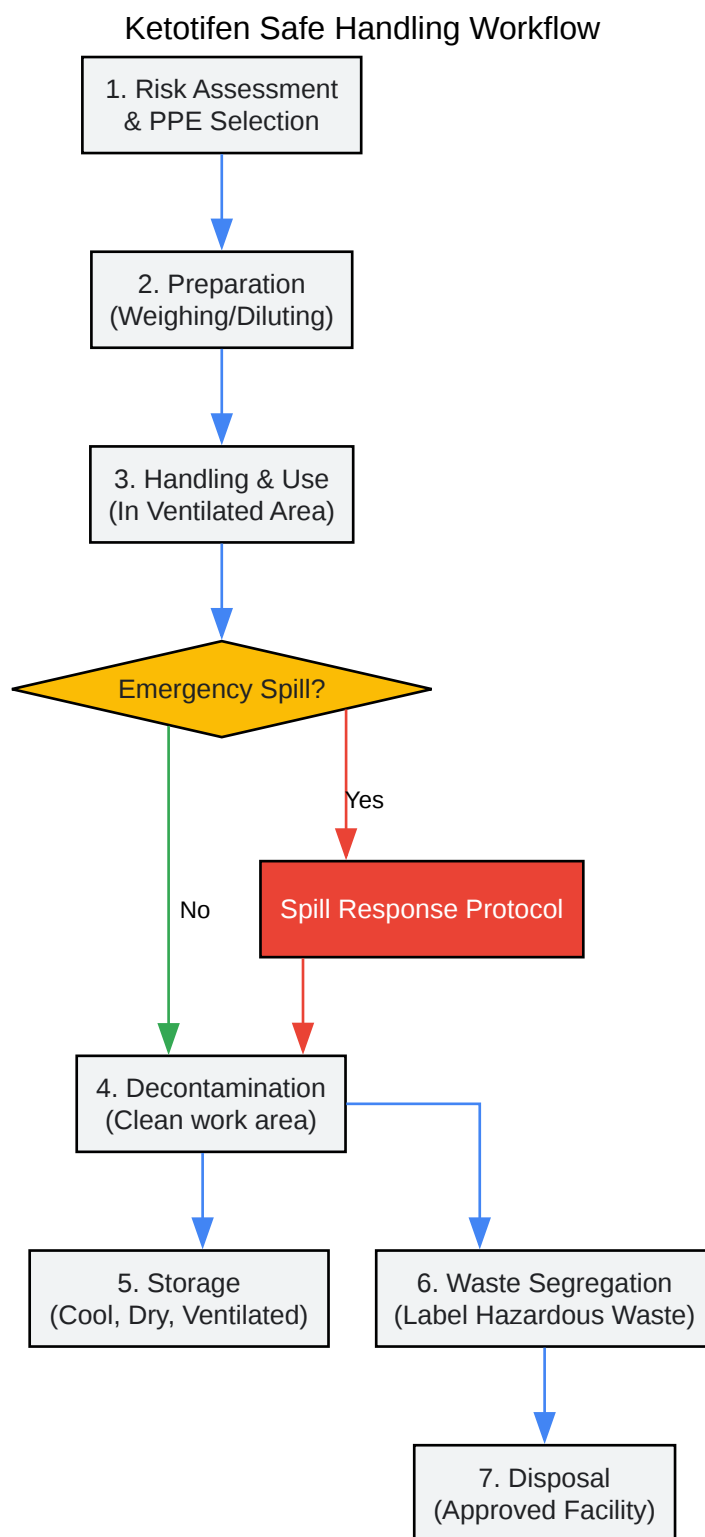 Ketotifen Safe Handling Workflow
1. Risk Assessment
& PPE Selection
2. Preparation
(Weighing/Diluting)
3. Handling & Use
(In Ventilated Area)
Emergency Spill?
Yes
No
Spill Response Protocol
4. Decontamination
(Clean work area)
5. Storage
(Cool, Dry, Ventilated)
6. Waste Segregation
(Label Hazardous Waste)
7. Disposal
(Approved Facility)